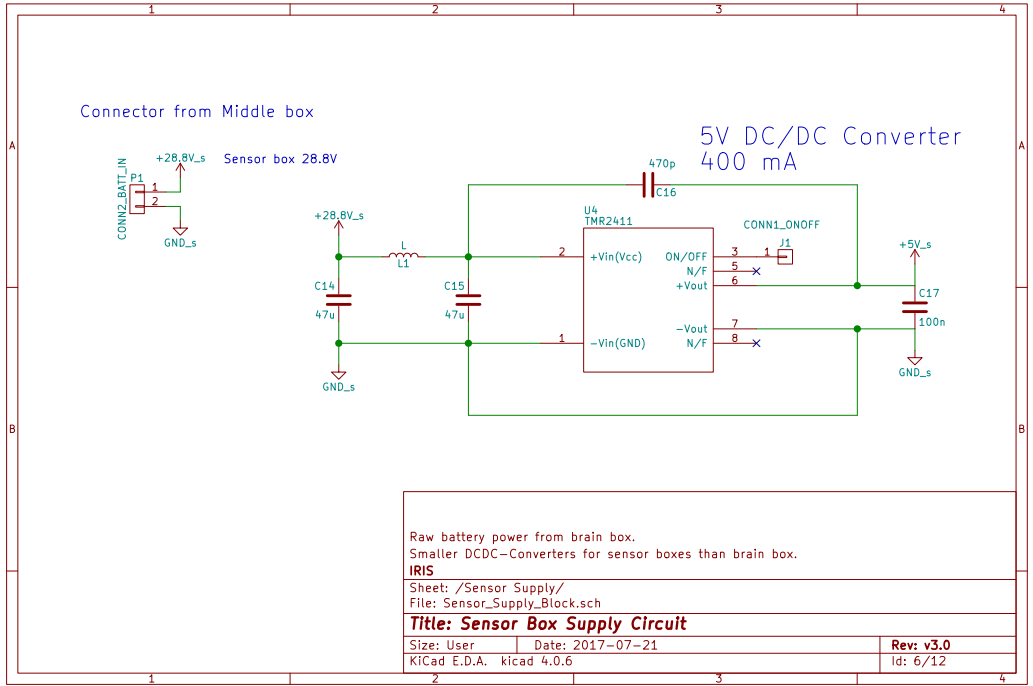 1 2 3 4
Connector from Middle box
5V DC/DC Converter
400 mA
A
A
+28.8V_s
Sensor box 28.8V
CONN2_BATT_IN
P1
1
2
GND_s
470p
C16
+28.8V_s
U4
TMR2411
CONN1_ONOFF
L
L1
2 +Vin(Vcc)
ON/OFF 3
1
J1
N/F 5
+Vout 6
+5V_s
C14
47u
C15
47u
C17
100n
1 -Vin(GND)
-Vout 7
N/F 8
GND_s
GND_s
B
B
Raw battery power from brain box.
Smaller DCDC-Converters for sensor boxes than brain box.
IRIS
Sheet: /Sensor Supply/
File: Sensor_Supply_Block.sch
Title: Sensor Box Supply Circuit
Size: User Date: 2017-07-21 Rev: v3.0
KiCad E.D.A. kicad 4.0.6 Id: 6/12
1 2 3 4